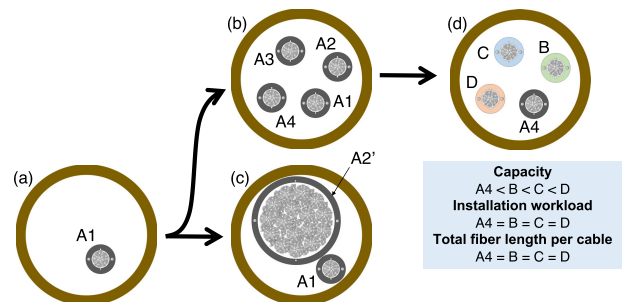 (a)
A1
(b)
A3
A2
A4
A1
(c)
A2’
A1
(d)
C
B
D
A4
Capacity
A4 < B < C < D
Installation workload
A4 = B = C = D
Total fiber length per cable
A4 = B = C = D